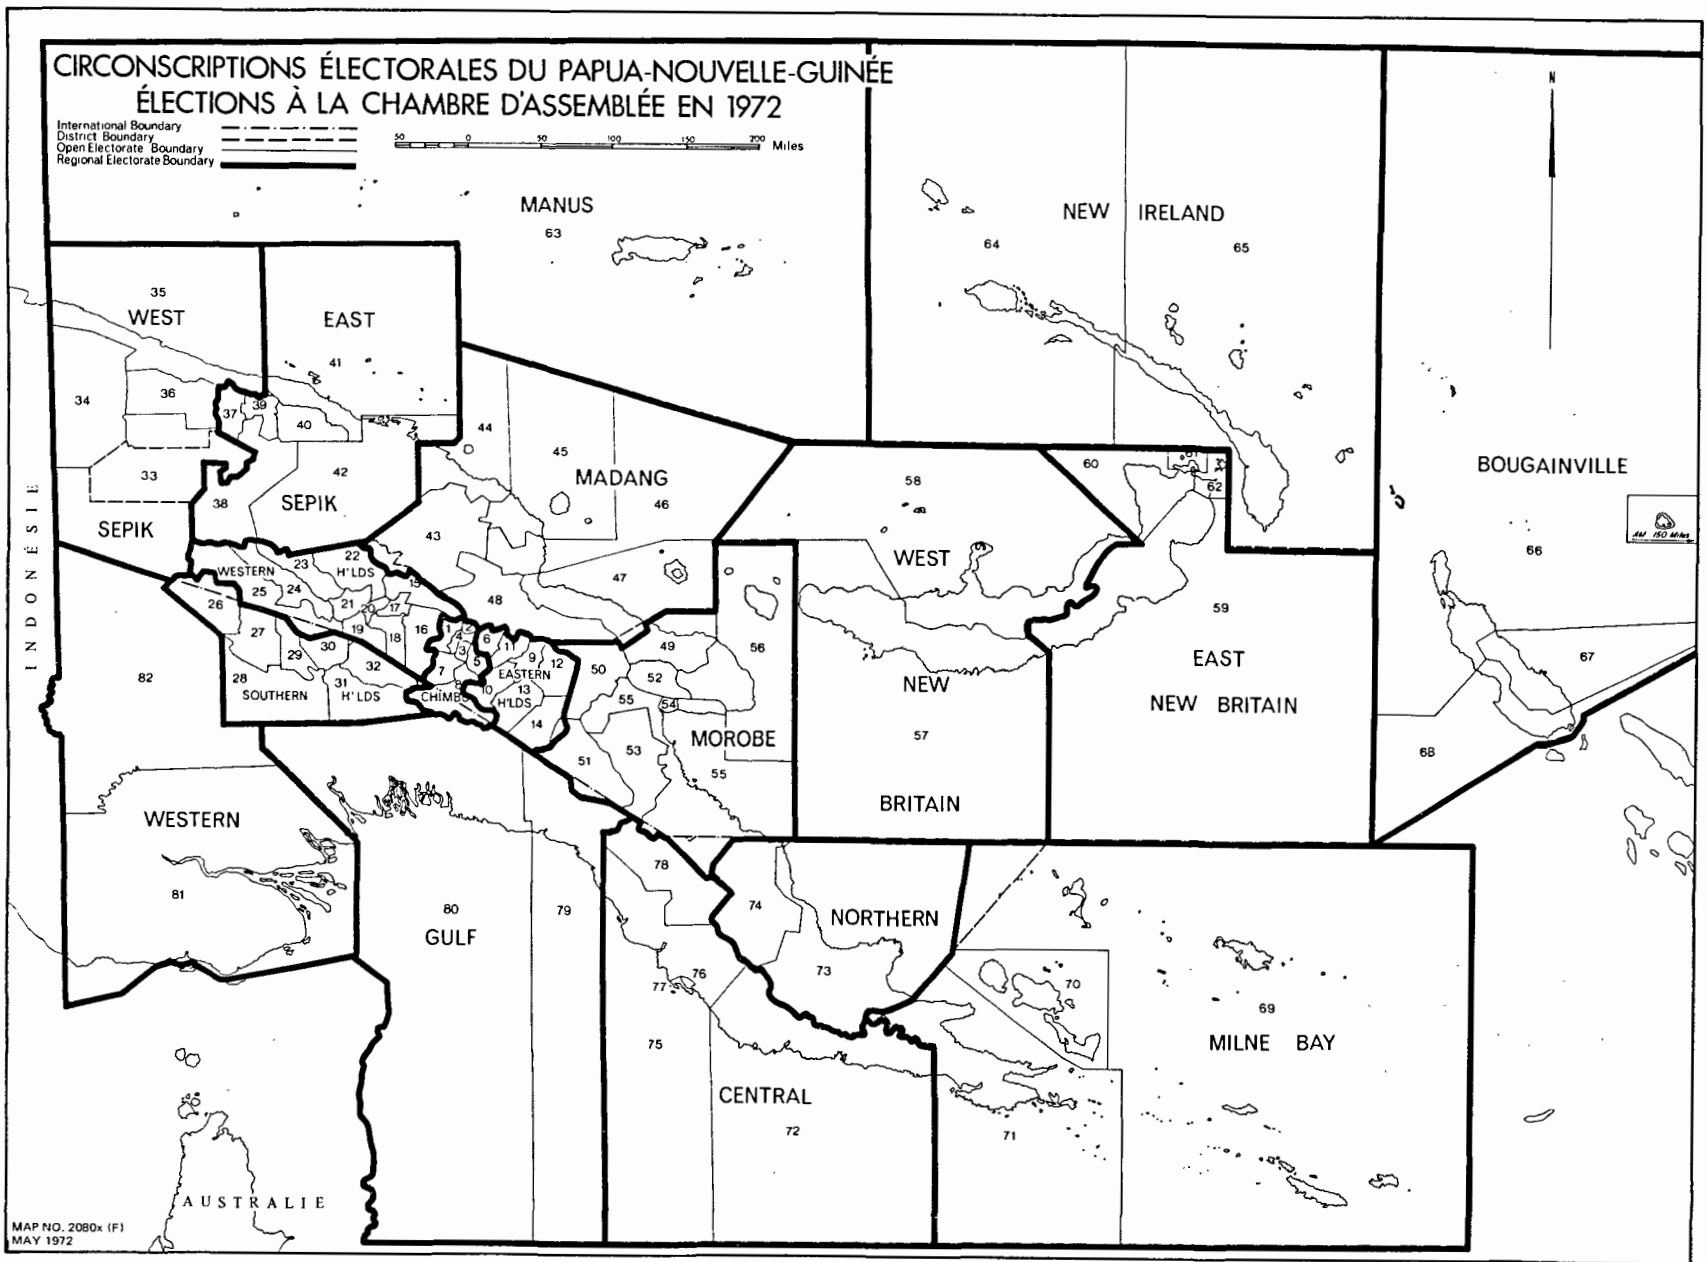 CIRCONSCRIPTIONS ÉLECTORALES DU PAPUA-NOUVELLE-GUINÉE
ÉLECTIONS À LA CHAMBRE D'ASSEMBLÉE EN 1972
International Boundary
District Boundary
Open Electorate Boundary
Regional Electorate Boundary
50 0 50 100 150 200 Miles
N
MANUS
63
NEW IRELAND
64
65
35
WEST
EAST
41
34
36
37
39
40
33
42
38
SEPIK
SEPIK
44
45
MADANG
46
43
47
48
58
60
61
62
WEST
BOUGAINVILLE
Add 150 Miles
66
67
68
INDONÉSIE
22
WESTERN
23
H'LDS
15
25
24
21
20
17
26
19
18
16
27
30
29
32
28
31
SOUTHERN
H'LDS
1
2
4
3
5
6
7
8
11
9
12
EASTERN
10
13
H'LDS
CHIMBU
14
49
50
52
56
55
54
53
MOROBE
51
55
NEW
57
BRITAIN
59
EAST
NEW BRITAIN
82
WESTERN
81
80
GULF
79
78
74
NORTHERN
73
76
77
75
CENTRAL
72
70
69
MILNE BAY
71
AUSTRALIE
MAP NO. 2080x (F)
MAY 1972